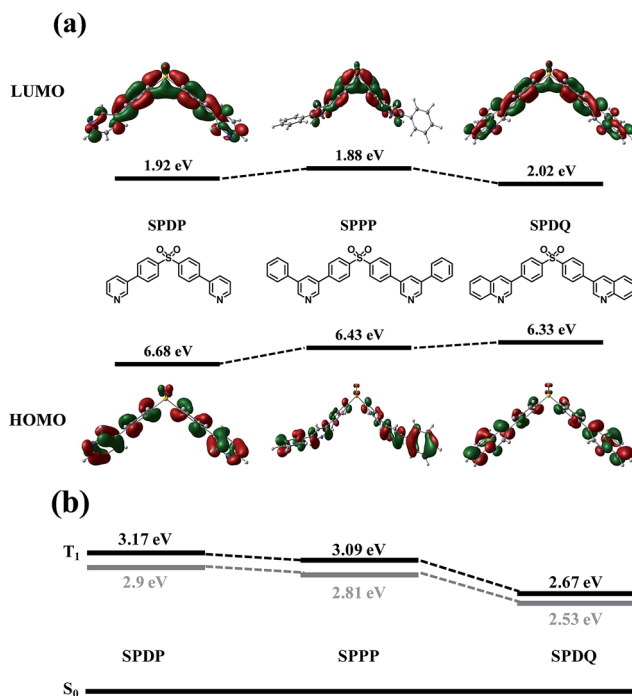 (a)
LUMO
1.92 eV 1.88 eV 2.02 eV
SPDP SPPP SPDQ
O O O O O O
S S S
N N N N N N
6.68 eV 6.43 eV 6.33 eV
HOMO
(b)
T1 3.17 eV 3.09 eV 2.67 eV
2.9 eV 2.81 eV 2.53 eV
SPDP SPPP SPDQ
S0